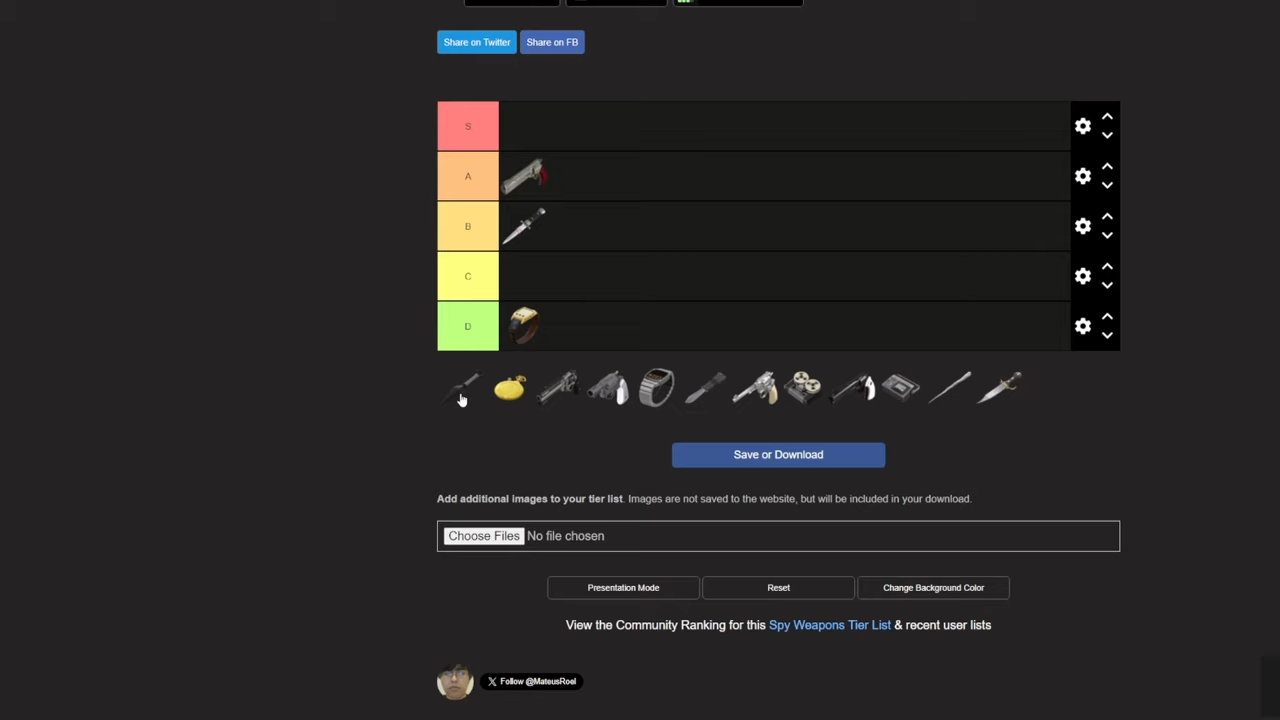 Share on Twitter Share on FB
S
A
B
C
D
Save or Download
Add additional images to your tier list. Images are not saved to the website, but will be included in your download.
Choose Files No file chosen
Presentation Mode Reset Change Background Color
View the Community Ranking for this Spy Weapons Tier List & recent user lists
X Follow @MateusRoel